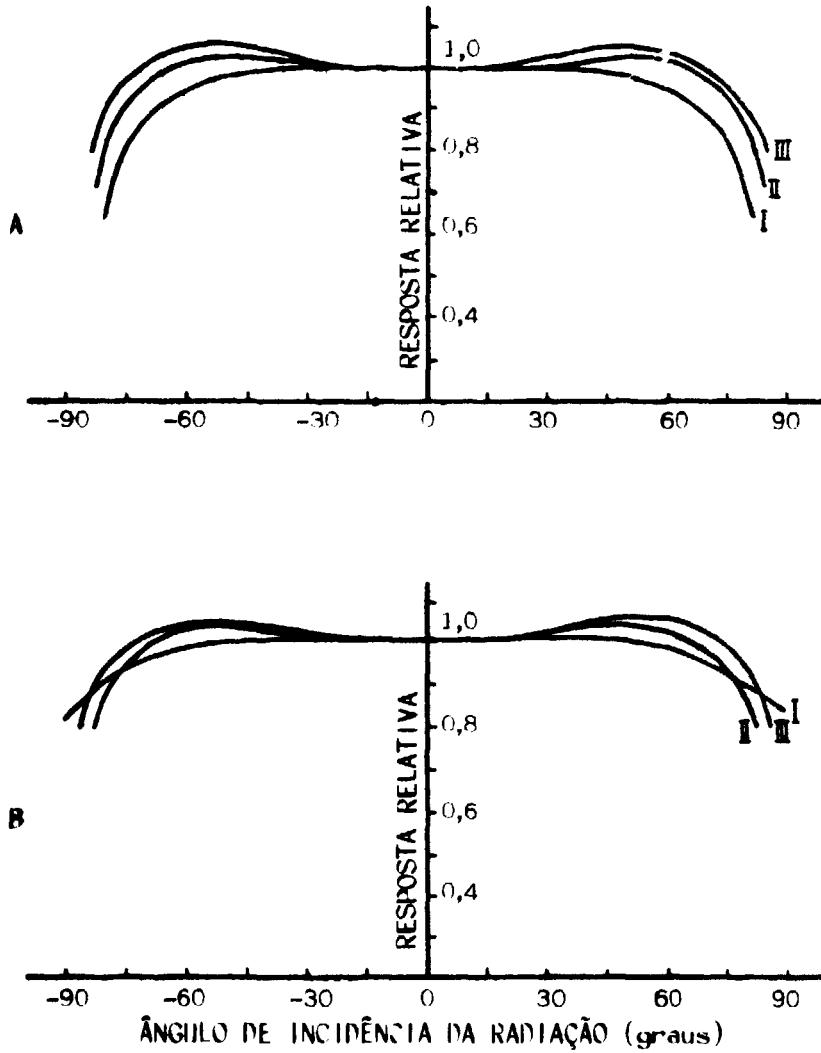 A
RESPOSTA RELATIVA
1,0
0,8
0,6
0,4
III
II
I
-90 -60 -30 0 30 60 90
B
RESPOSTA RELATIVA
1,0
0,8
0,6
0,4
I
II III
-90 -60 -30 0 30 60 90
ÂNGULO DE INCIDÊNCIA DA RADIAÇÃO (graus)